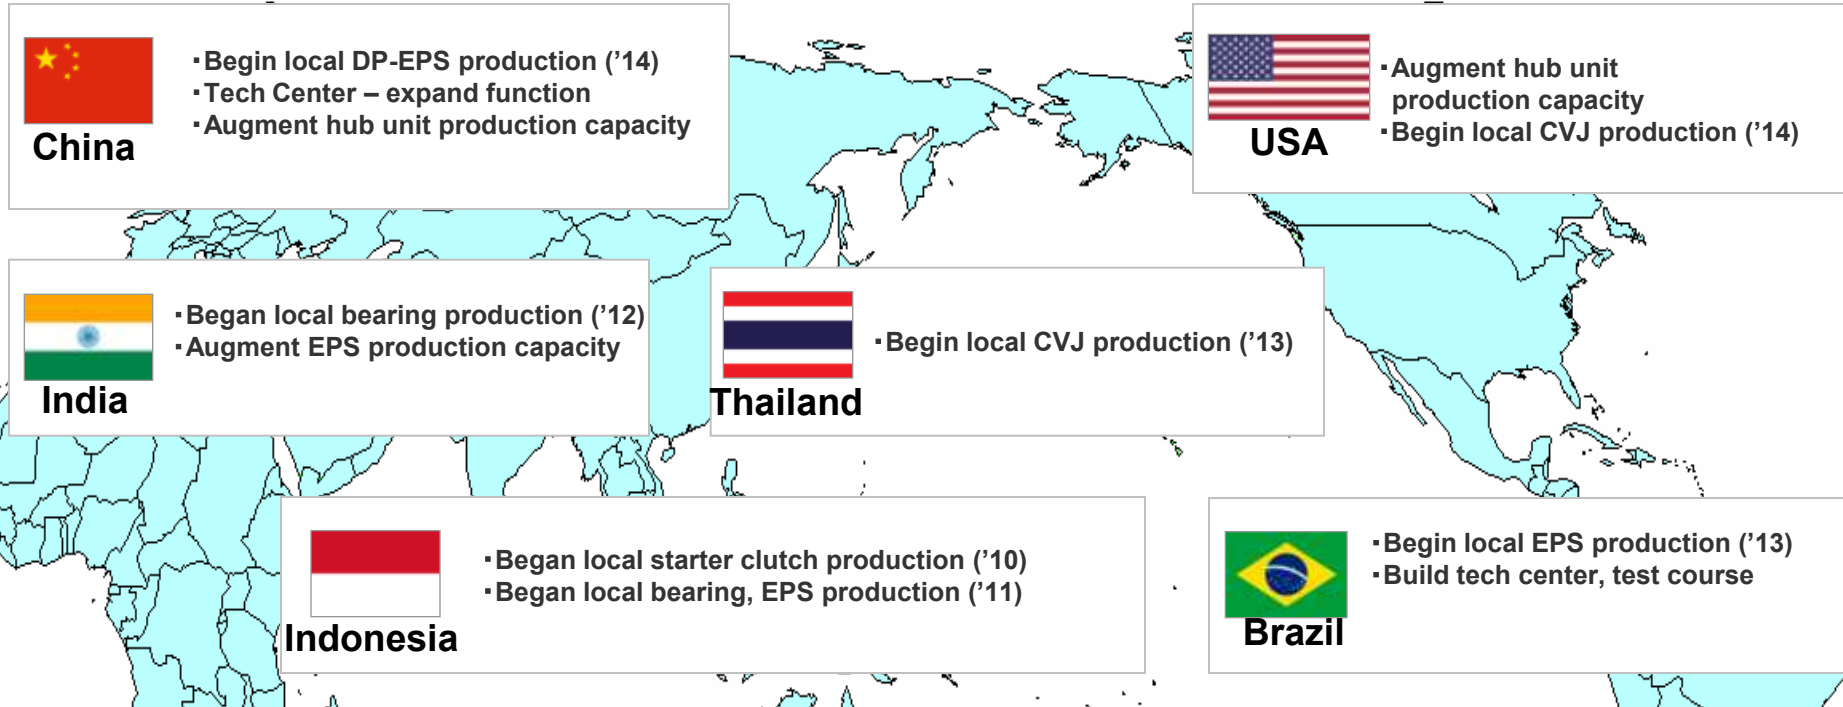 ・Begin local DP-EPS production (’14)
・Tech Center – expand function
・Augment hub unit production capacity
China
・Augment hub unit
production capacity
・Begin local CVJ production (’14)
USA
・Began local bearing production (’12)
・Augment EPS production capacity
India
・Begin local CVJ production (’13)
Thailand
・Began local starter clutch production (’10)
・Began local bearing, EPS production (’11)
Indonesia
・Begin local EPS production (’13)
・Build tech center, test course
Brazil